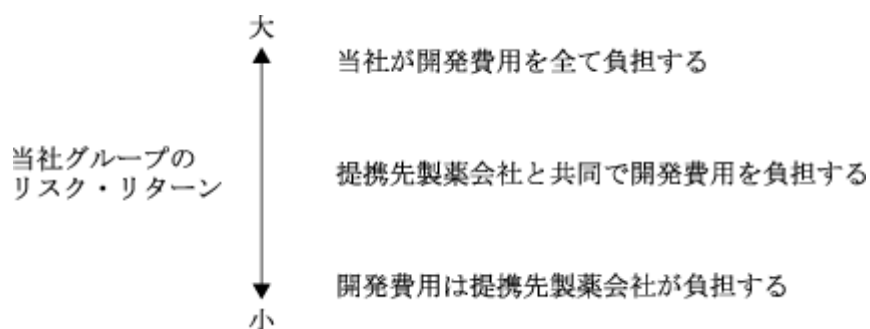 大
当社が開発費用を全て負担する
当社グループの
リスク・リターン
提携先製薬会社と共同で開発費用を負担する
開発費用は提携先製薬会社が負担する
小